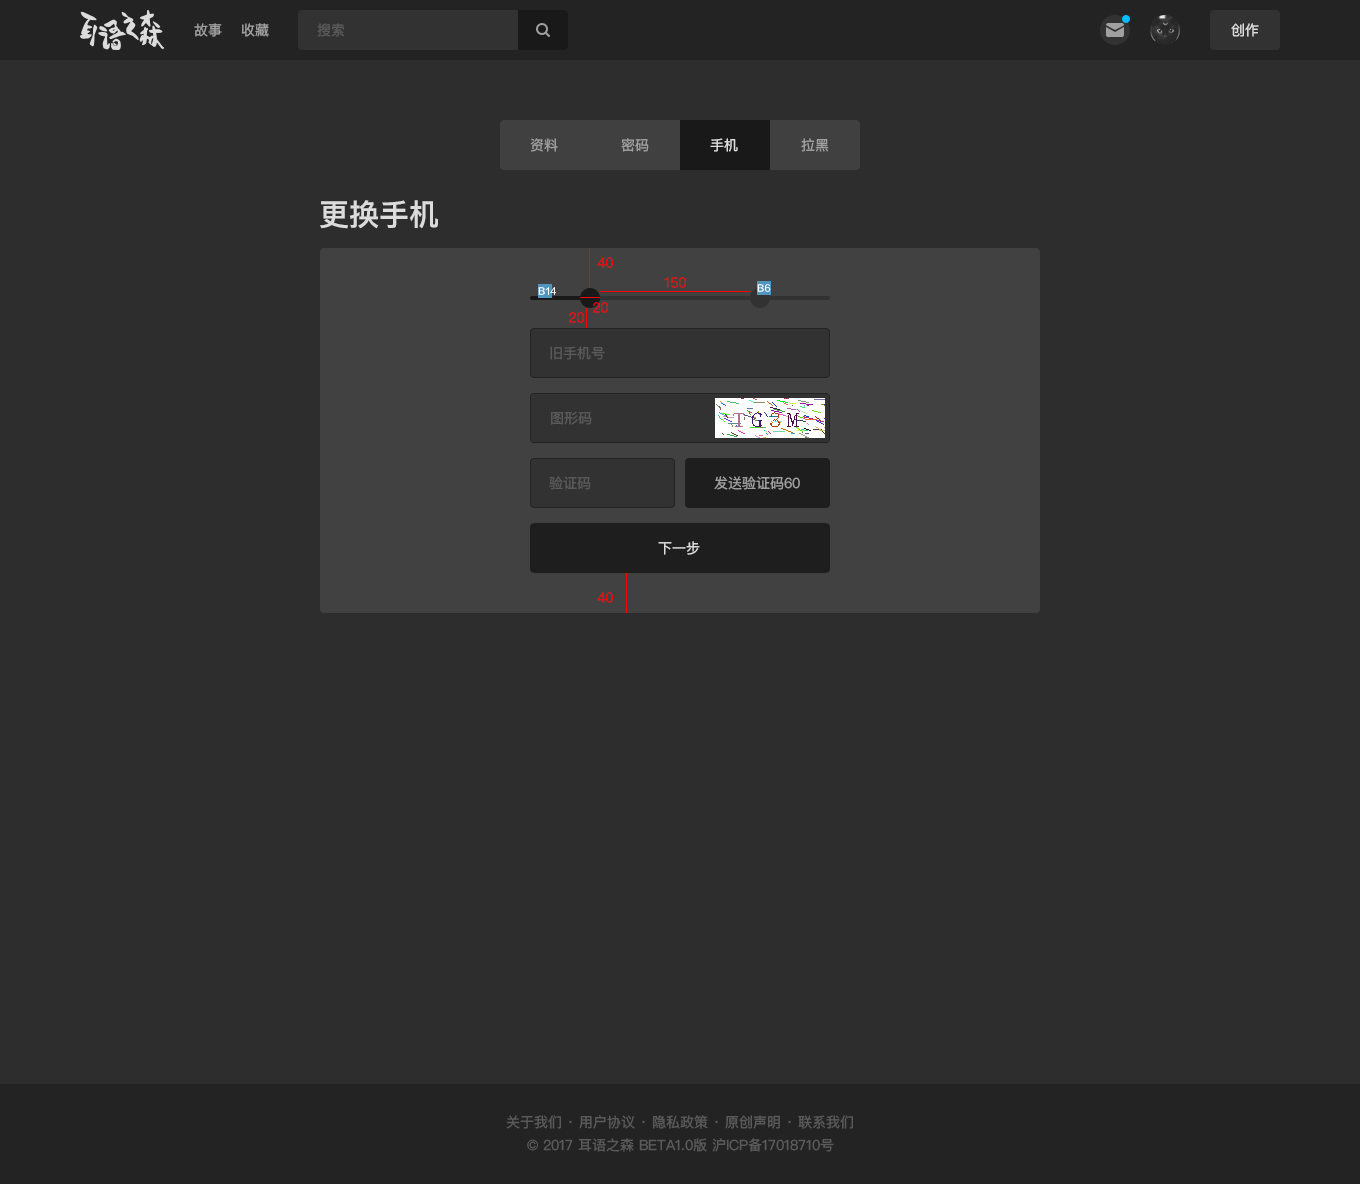 耳语之森 故事 收藏 搜索 创作
资料 密码 手机 拉黑
更换手机
40
150
B14 B6
20
20
旧手机号
图形码 TG3M
验证码 发送验证码60
下一步
40
关于我们 · 用户协议 · 隐私政策 · 原创声明 · 联系我们
© 2017 耳语之森 BETA1.0版 沪ICP备17018710号